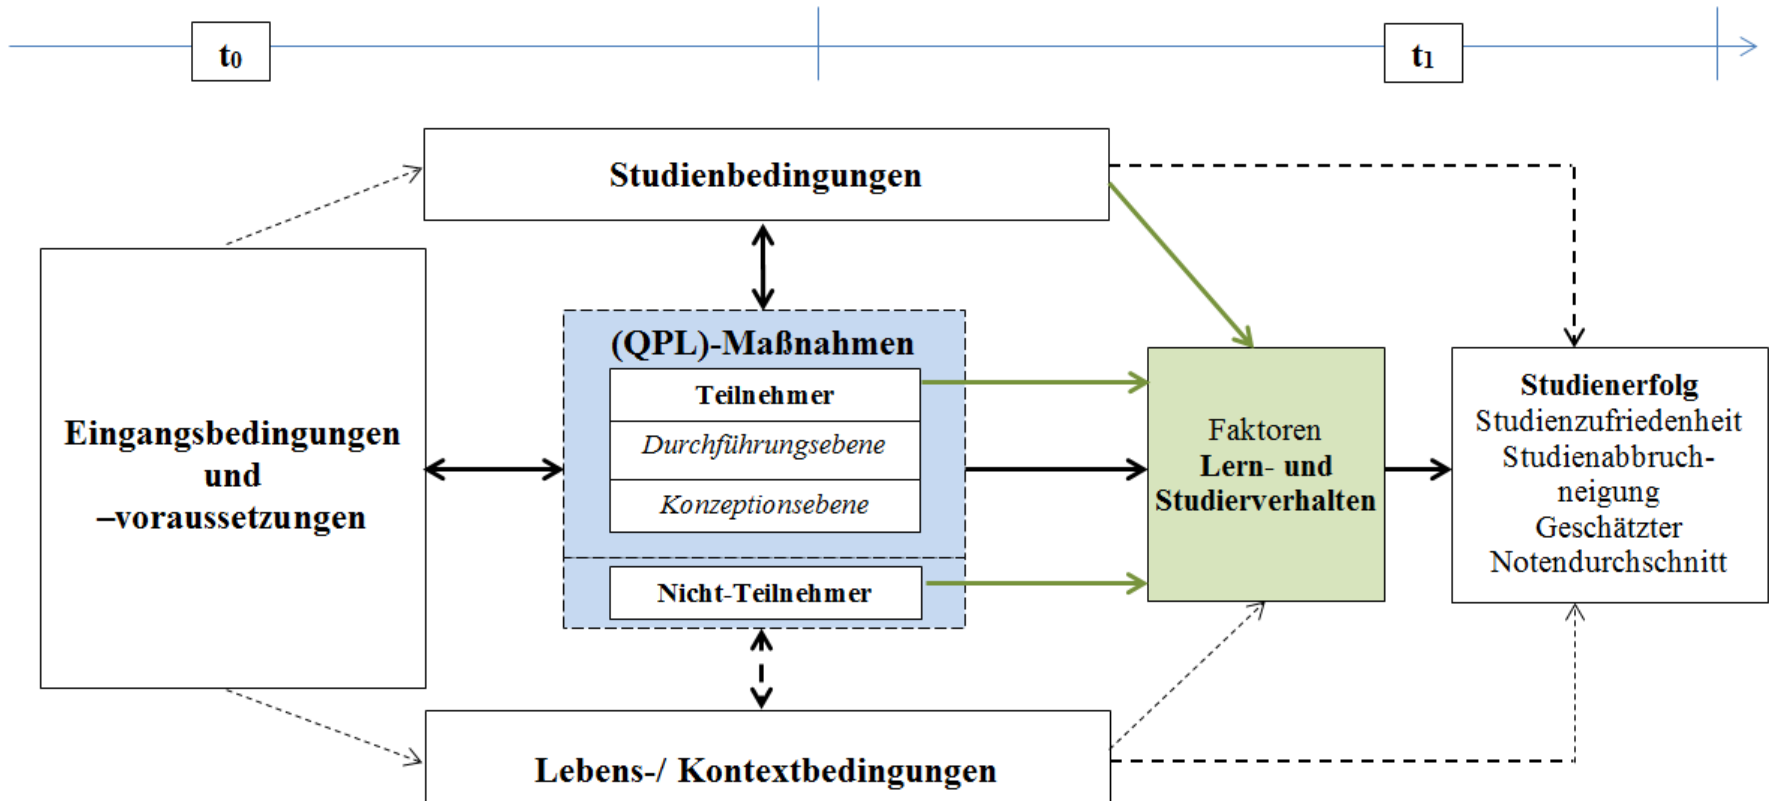 t0
t1
Studienbedingungen
(QPL)-Maßnahmen
Teilnehmer
Durchführungsebene
Konzeptionsebene
Nicht-Teilnehmer
Eingangsbedingungen
und
–voraussetzungen
Faktoren
Lern- und
Studierverhalten
Studienerfolg
Studienzufriedenheit
Studienabbruch-
neigung
Geschätzter
Notendurchschnitt
Lebens-/ Kontextbedingungen